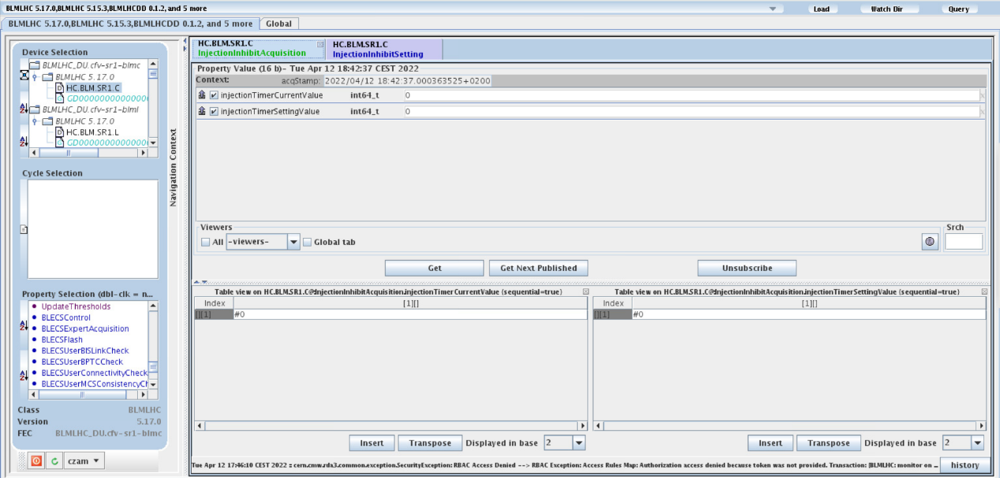 BLMLHC 5.17.0,BLMLHC 5.15.3,BLMLHCDD 0.1.2, and 5 more
Load
Watch Dir
Query
BLMLHC 5.17.0,BLMLHC 5.15.3,BLMLHCDD 0.1.2, and 5 more
Global
Device Selection
BLMLHC_DU.cfv-sr1-blmc
BLMLHC 5.17.0
HC.BLM.SR1.C
BLMLHC_DU.cfv-sr1-blml
BLMLHC 5.17.0
HC.BLM.SR1.L
Cycle Selection
Property Selection (dbl-clk = n...
UpdateThresholds
BLECSControl
BLECSExpertAcquisition
BLECSFlash
BLECSUserBISLinkCheck
BLECSUserBPTCCheck
BLECSUserConnectivityCheck
BLECSUserMCSConsistencyCh
Class BLMLHC
Version 5.17.0
FEC BLMLHC_DU.cfv-sr1-blmc
czam
Navigation Context
HC.BLM.SR1.C
InjectionInhibitAcquisition
HC.BLM.SR1.C
InjectionInhibitSetting
Property Value (16 b)- Tue Apr 12 18:42:37 CEST 2022
Context: acqStamp: 2022/04/12 18:42:37.000363525+0200
injectionTimerCurrentValue int64_t 0
injectionTimerSettingValue int64_t 0
Viewers
All -viewers- Global tab
Srch
Get
Get Next Published
Unsubscribe
Table view on HC.BLM.SR1.C@InjectionInhibitAcquisition.injectionTimerCurrentValue (sequential=true)
Index [1][]
[][1] #0
Insert
Transpose
Displayed in base 2
Table view on HC.BLM.SR1.C@InjectionInhibitAcquisition.injectionTimerSettingValue (sequential=true)
Index [1][]
[][1] #0
Insert
Transpose
Displayed in base 2
Tue Apr 12 17:46:10 CEST 2022 : cern.cmw.rda3.common.exception.SecurityException: RBAC Access Denied --> RBAC Exception: Access Rules Map: Authorization access denied because token was not provided. Transaction: [BLMLHC: monitor on ...
history